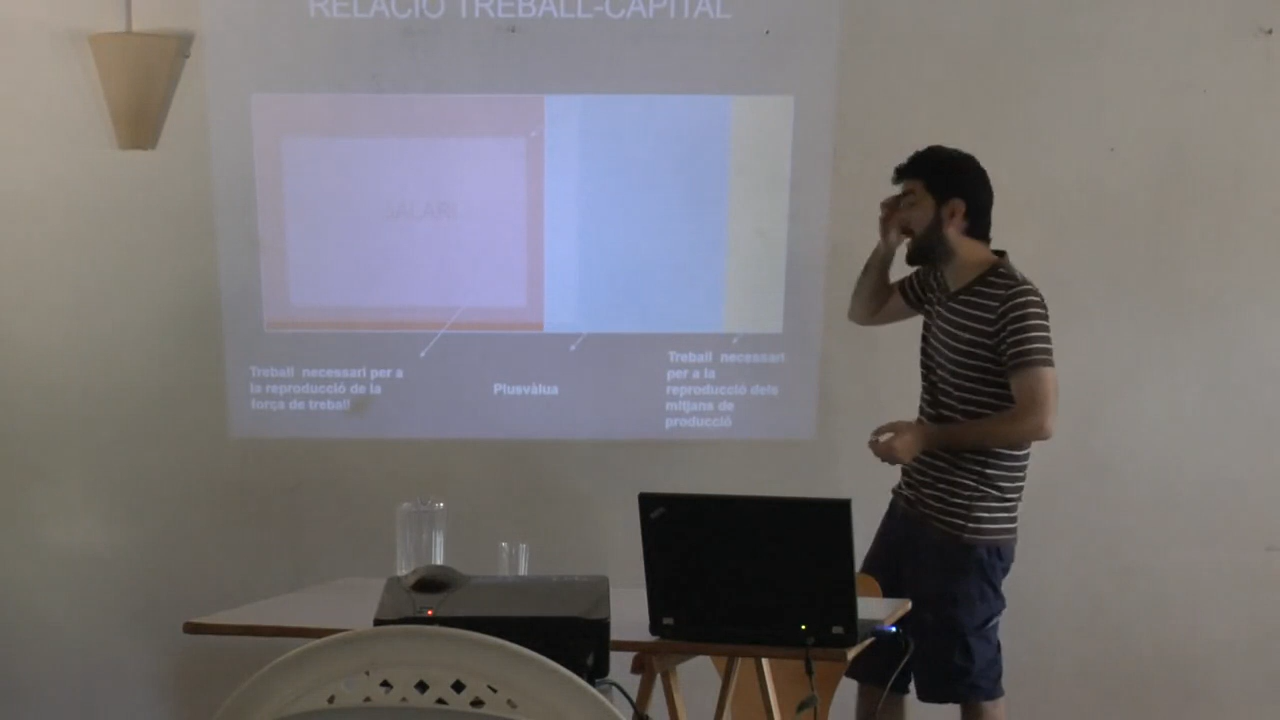 RELACIÓ TREBALL-CAPITAL
SALARI
Treball necessari per a
la reproducció de la
força de treball
Plusvàlua
Treball necessari
per a la
reproducció dels
mitjans de
producció